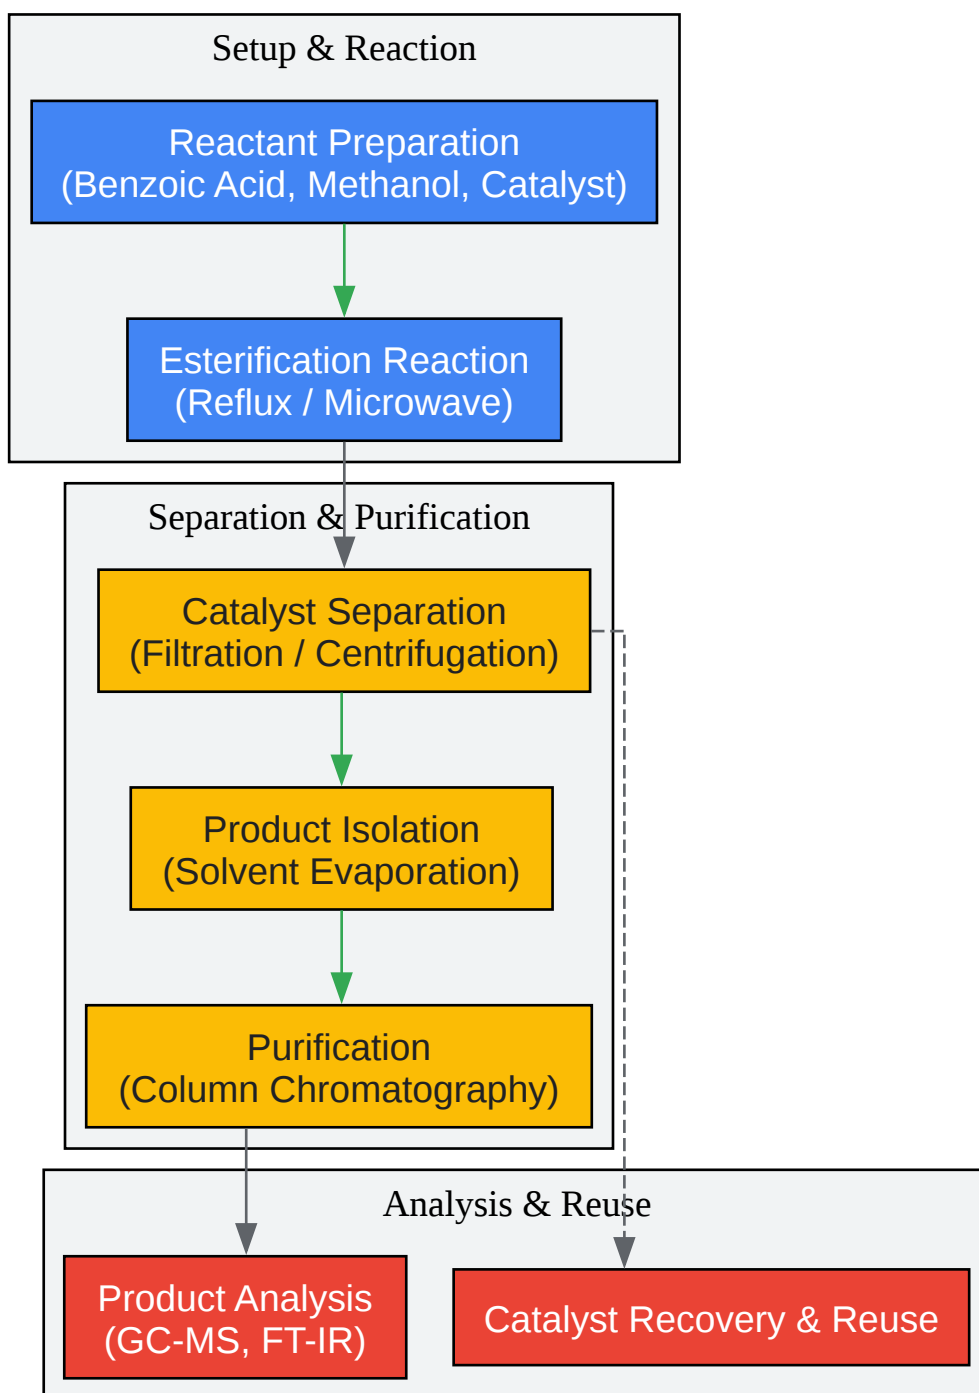 Setup & Reaction
Reactant Preparation
(Benzoic Acid, Methanol, Catalyst)
Esterification Reaction
(Reflux / Microwave)
Separation & Purification
Catalyst Separation
(Filtration / Centrifugation)
Product Isolation
(Solvent Evaporation)
Purification
(Column Chromatography)
Analysis & Reuse
Product Analysis
(GC-MS, FT-IR)
Catalyst Recovery & Reuse